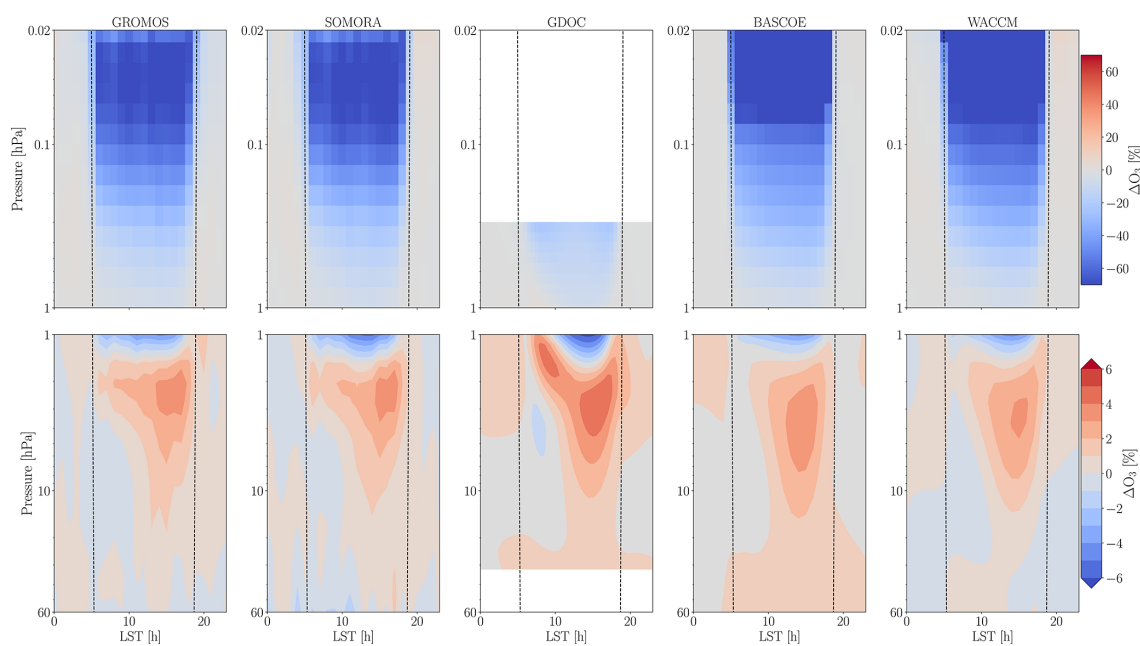 GROMOS SOMORA GDOC BASCOE WACCM
0.02 0.02 0.02 0.02 0.02
60
40
0.1 0.1 0.1 0.1 0.1
20
Pressure [hPa]
0
ΔO3 [%]
−20
−40
−60
1 1 1 1 1
1 1 1 1 1
6
4
2
Pressure [hPa]
0
ΔO3 [%]
10 10 10 10 10
−2
−4
−6
60 60 60 60 60
0 10 20 0 10 20 0 10 20 0 10 20 0 10 20
LST [h] LST [h] LST [h] LST [h] LST [h]